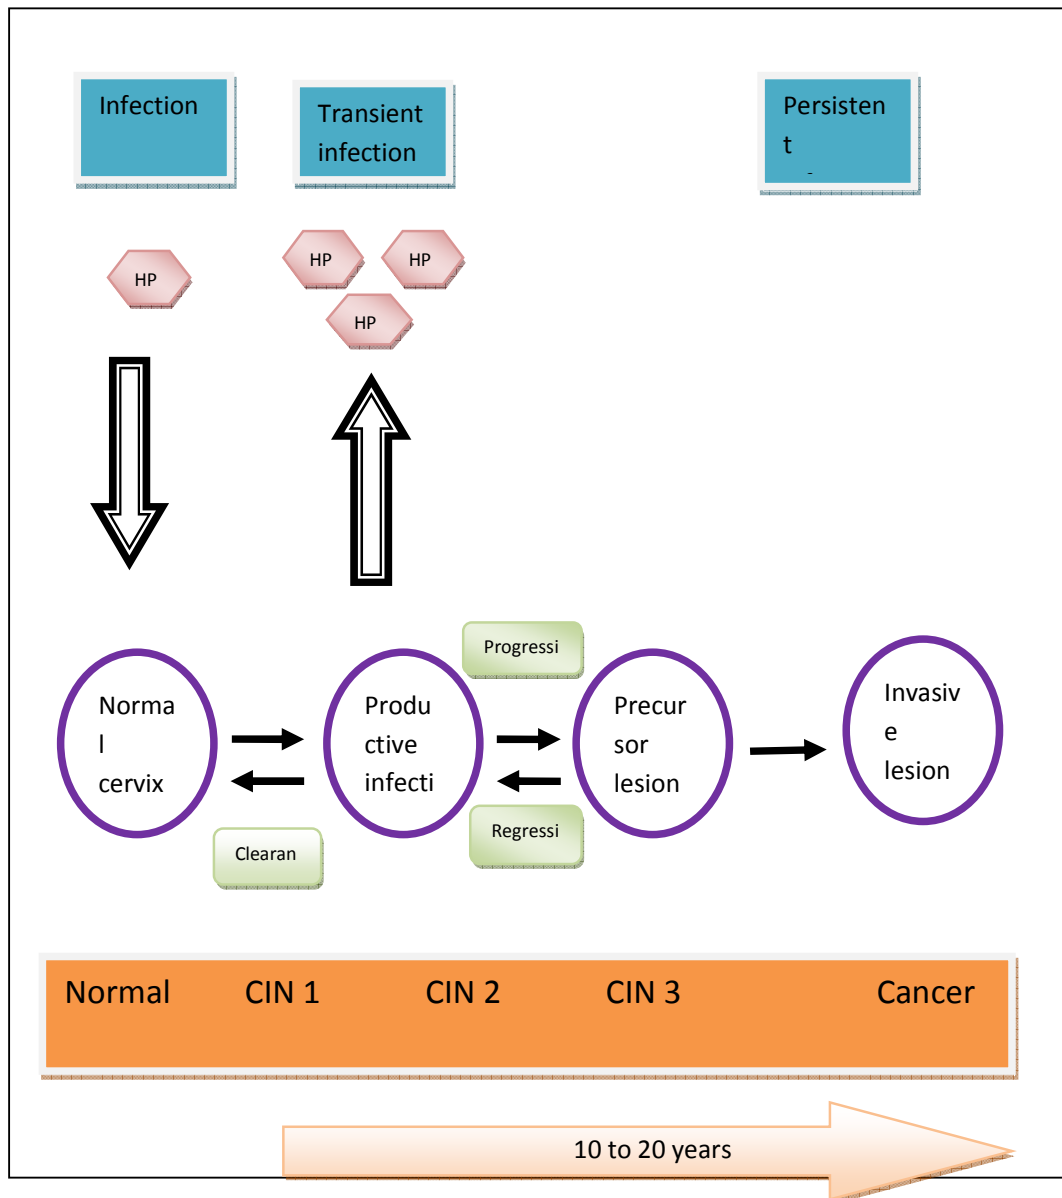 Infection
Transient
infection
Persisten
t
HP
HP
HP
HP
Progressi
Norma
l
cervix
Produ
ctive
infecti
Precur
sor
lesion
Invasiv
e
lesion
Clearan
Regressi
Normal CIN 1 CIN 2 CIN 3 Cancer
10 to 20 years